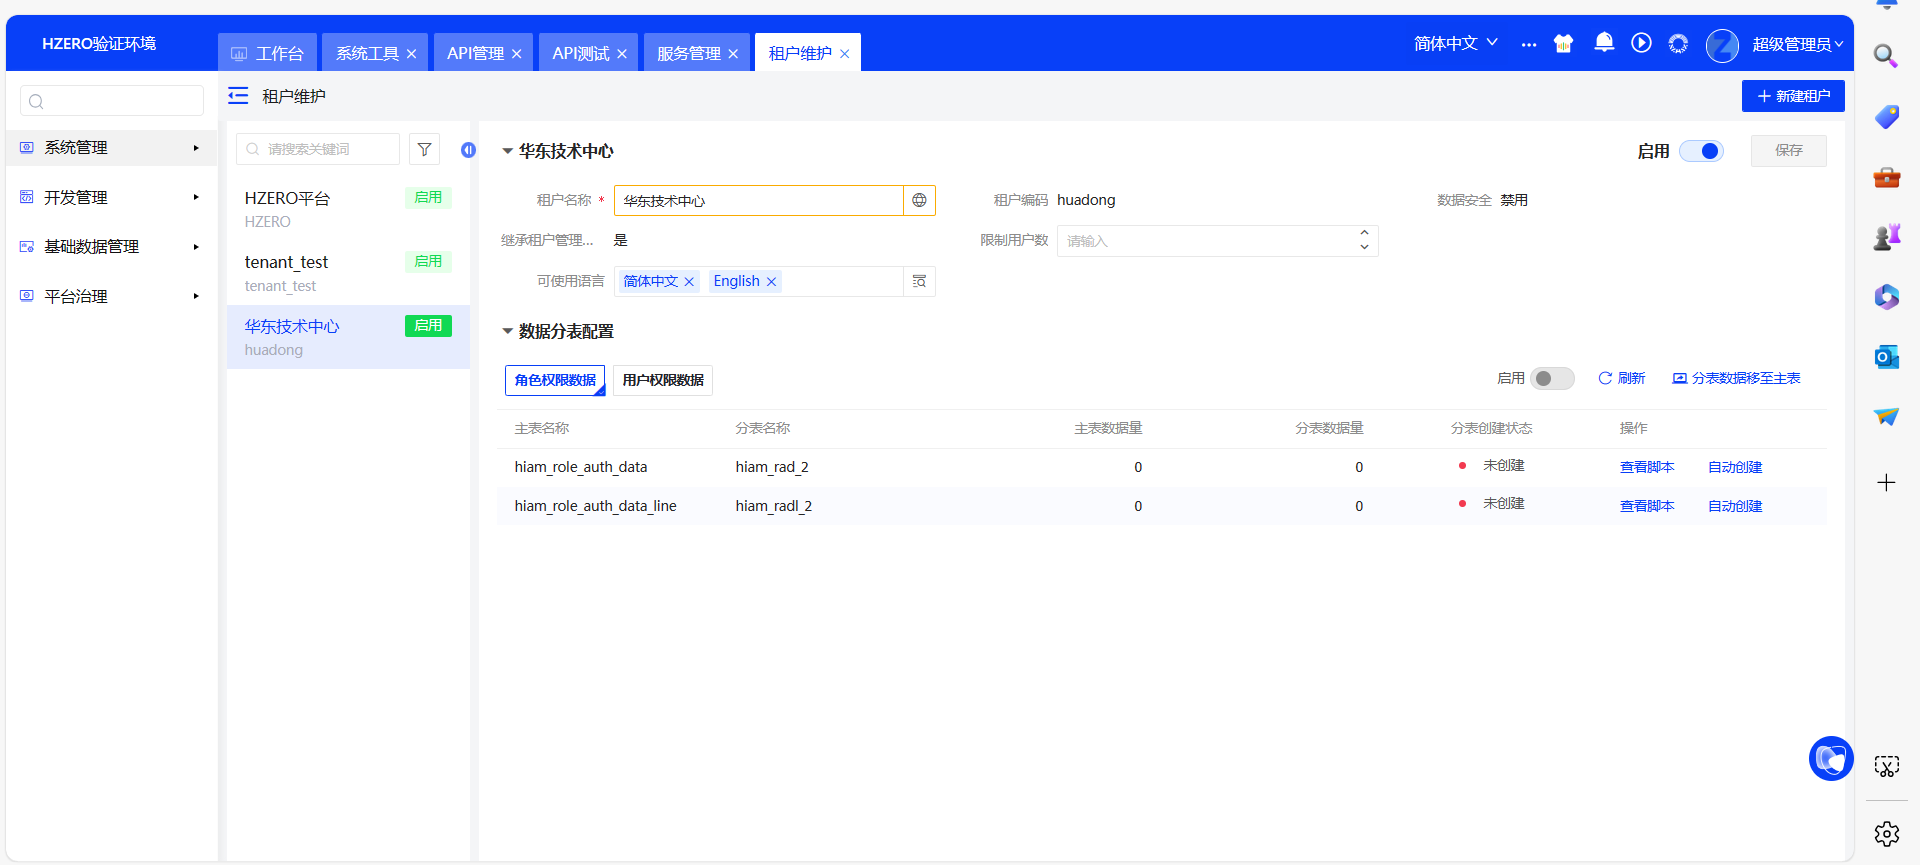 HZERO验证环境
工作台
系统工具
API管理
API测试
服务管理
租户维护
简体中文
超级管理员
系统管理
开发管理
基础数据管理
平台治理
租户维护
新建租户
请搜索关键词
HZERO平台
启用
HZERO
tenant_test
启用
tenant_test
华东技术中心
启用
huadong
华东技术中心
启用
保存
租户名称 *
华东技术中心
租户编码
huadong
数据安全
禁用
继承租户管理...
是
限制用户数
请输入
可使用语言
简体中文
English
数据分表配置
角色权限数据
用户权限数据
启用
刷新
分表数据移至主表
主表名称 分表名称 主表数据量 分表数据量 分表创建状态 操作
hiam_role_auth_data hiam_rad_2 0 0 未创建 查看脚本 自动创建
hiam_role_auth_data_line hiam_radl_2 0 0 未创建 查看脚本 自动创建